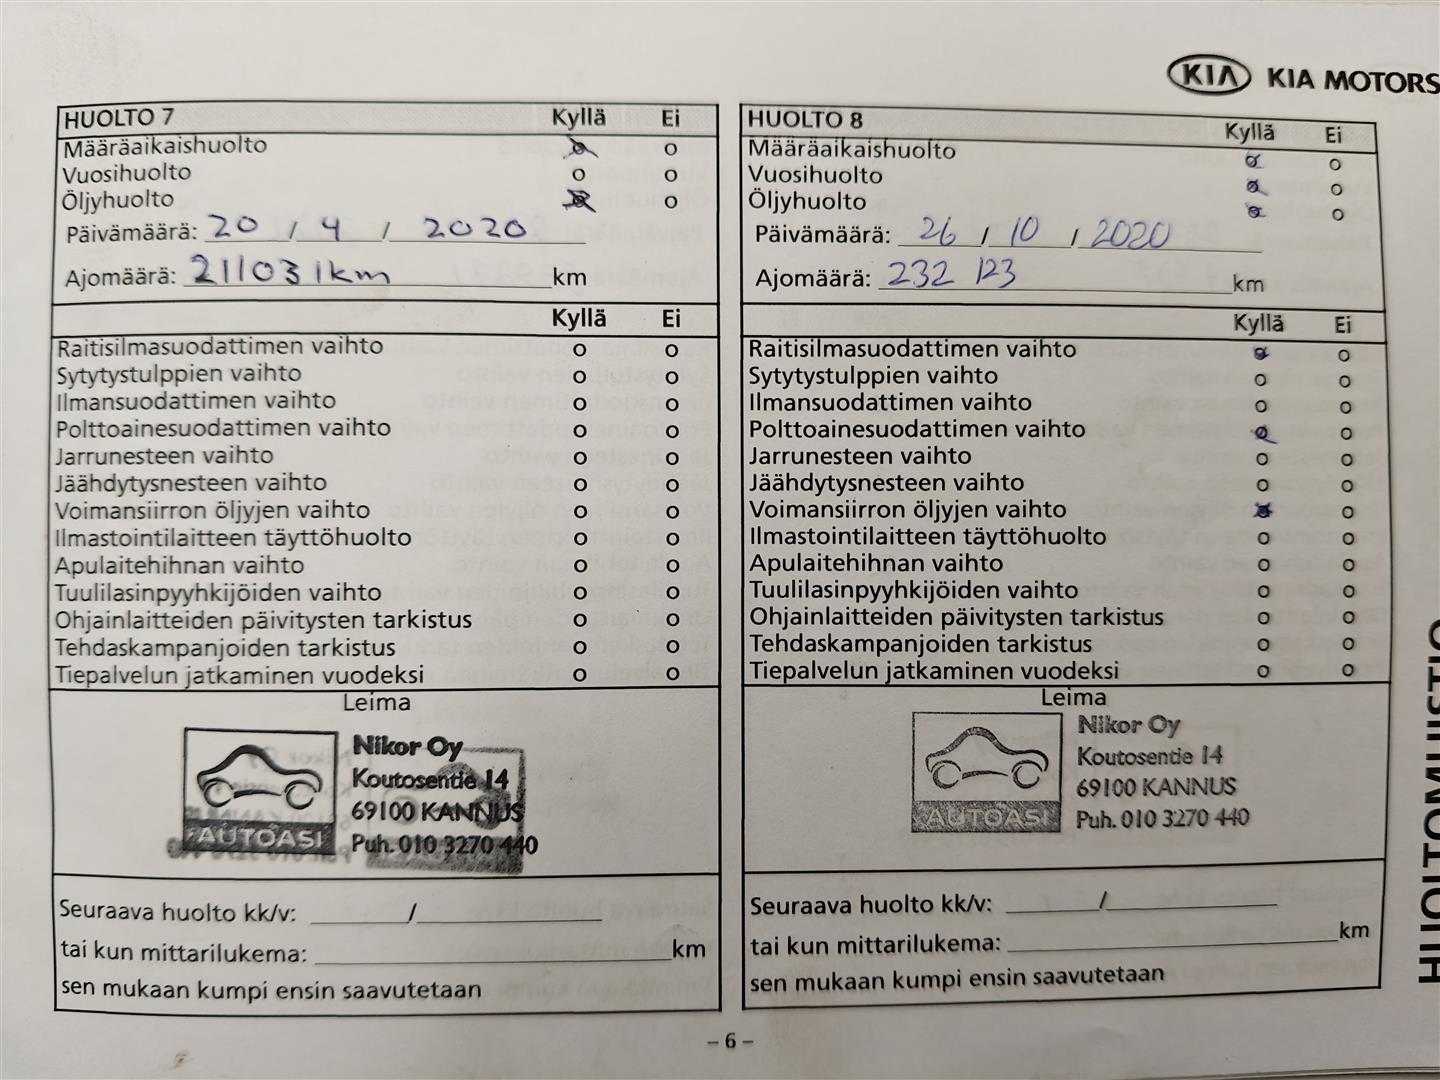 KIA KIA MOTORS
HUOLTO 7 Kyllä Ei
Määräaikaishuolto o o
Vuosihuolto o o
Öljyhuolto o o
Päivämäärä: 20 / 4 / 2020
Ajomäärä: 211031km km
Kyllä Ei
Raitisilmasuodattimen vaihto o o
Sytytystulppien vaihto o o
Ilmansuodattimen vaihto o o
Polttoainesuodattimen vaihto o o
Jarrunesteen vaihto o o
Jäähdytysnesteen vaihto o o
Voimansiirron öljyjen vaihto o o
Ilmastointilaitteen täyttöhuolto o o
Apulaitehihnan vaihto o o
Tuulilasinpyyhkijöiden vaihto o o
Ohjainlaitteiden päivitysten tarkistus o o
Tehdaskampanjoiden tarkistus o o
Tiepalvelun jatkaminen vuodeksi o o
Leima
Nikor Oy
Koutosentie 14
69100 KANNUS
AUTOASI Puh. 010 3270 440
Seuraava huolto kk/v: /
tai kun mittarilukema: km
sen mukaan kumpi ensin saavutetaan
HUOLTO 8 Kyllä Ei
Määräaikaishuolto o o
Vuosihuolto o o
Öljyhuolto o o
Päivämäärä: 26 / 10 / 2020
Ajomäärä: 232 123 km
Kyllä Ei
Raitisilmasuodattimen vaihto o o
Sytytystulppien vaihto o o
Ilmansuodattimen vaihto o o
Polttoainesuodattimen vaihto o o
Jarrunesteen vaihto o o
Jäähdytysnesteen vaihto o o
Voimansiirron öljyjen vaihto o o
Ilmastointilaitteen täyttöhuolto o o
Apulaitehihnan vaihto o o
Tuulilasinpyyhkijöiden vaihto o o
Ohjainlaitteiden päivitysten tarkistus o o
Tehdaskampanjoiden tarkistus o o
Tiepalvelun jatkaminen vuodeksi o o
Leima
Nikor Oy
Koutosentie 14
69100 KANNUS
AUTOASI Puh. 010 3270 440
Seuraava huolto kk/v: /
tai kun mittarilukema: km
sen mukaan kumpi ensin saavutetaan
HUOLTOMUISTIO
– 6 –